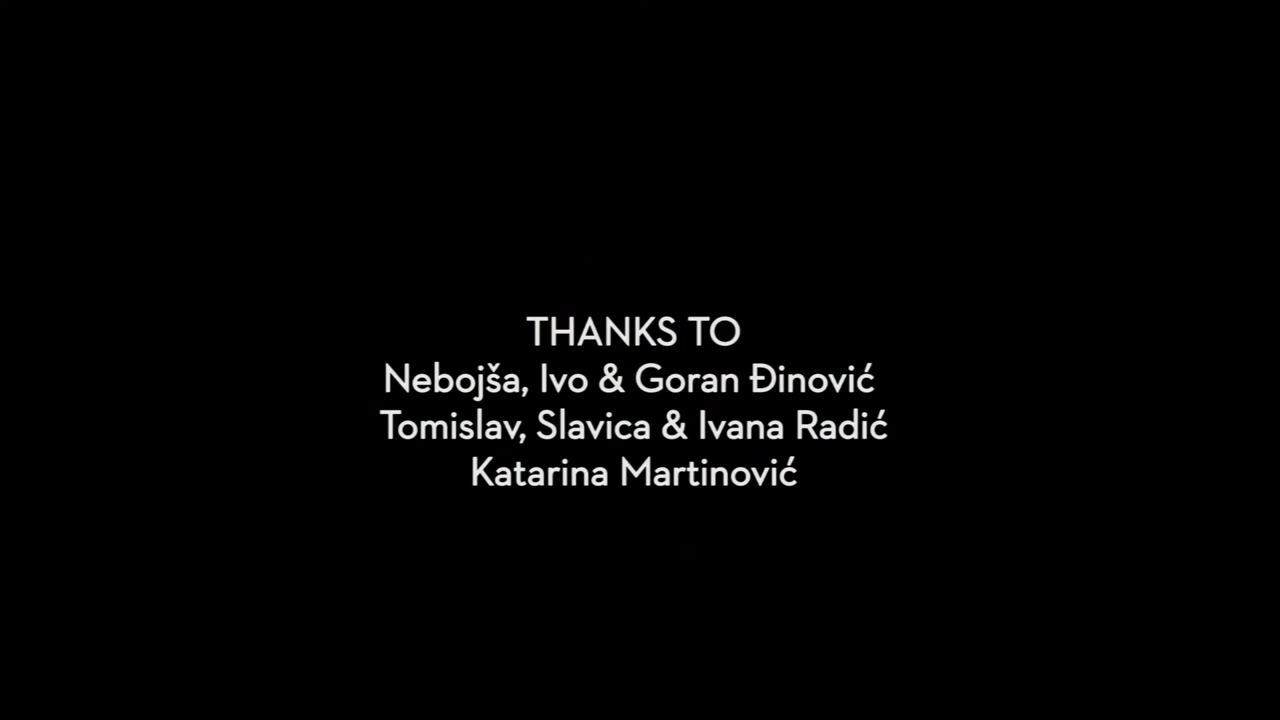 THANKS TO
Nebojša, Ivo & Goran Đinović
Tomislav, Slavica & Ivana Radić
Katarina Martinović